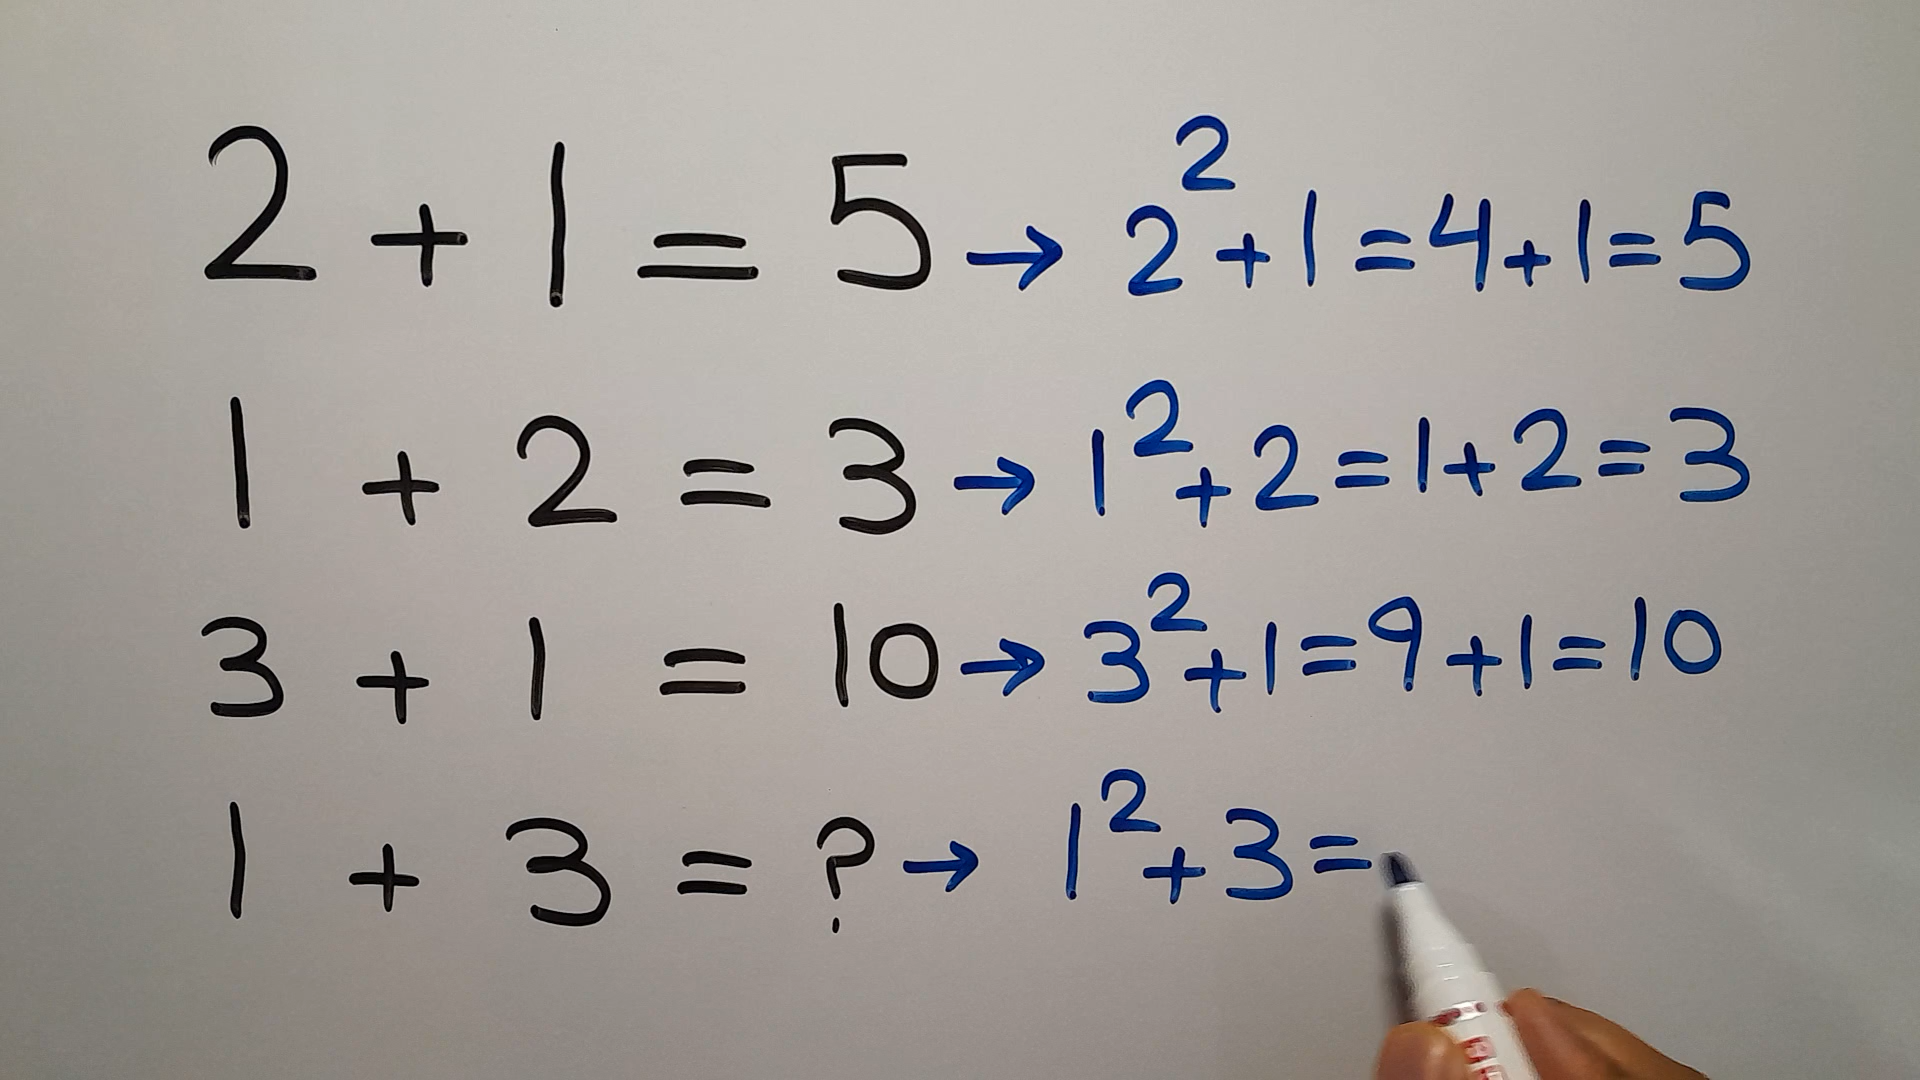 2 + 1 = 5 → 2² + 1 = 4 + 1 = 5
1 + 2 = 3 → 1² + 2 = 1 + 2 = 3
3 + 1 = 10 → 3² + 1 = 9 + 1 = 10
1 + 3 = ? → 1² + 3 =